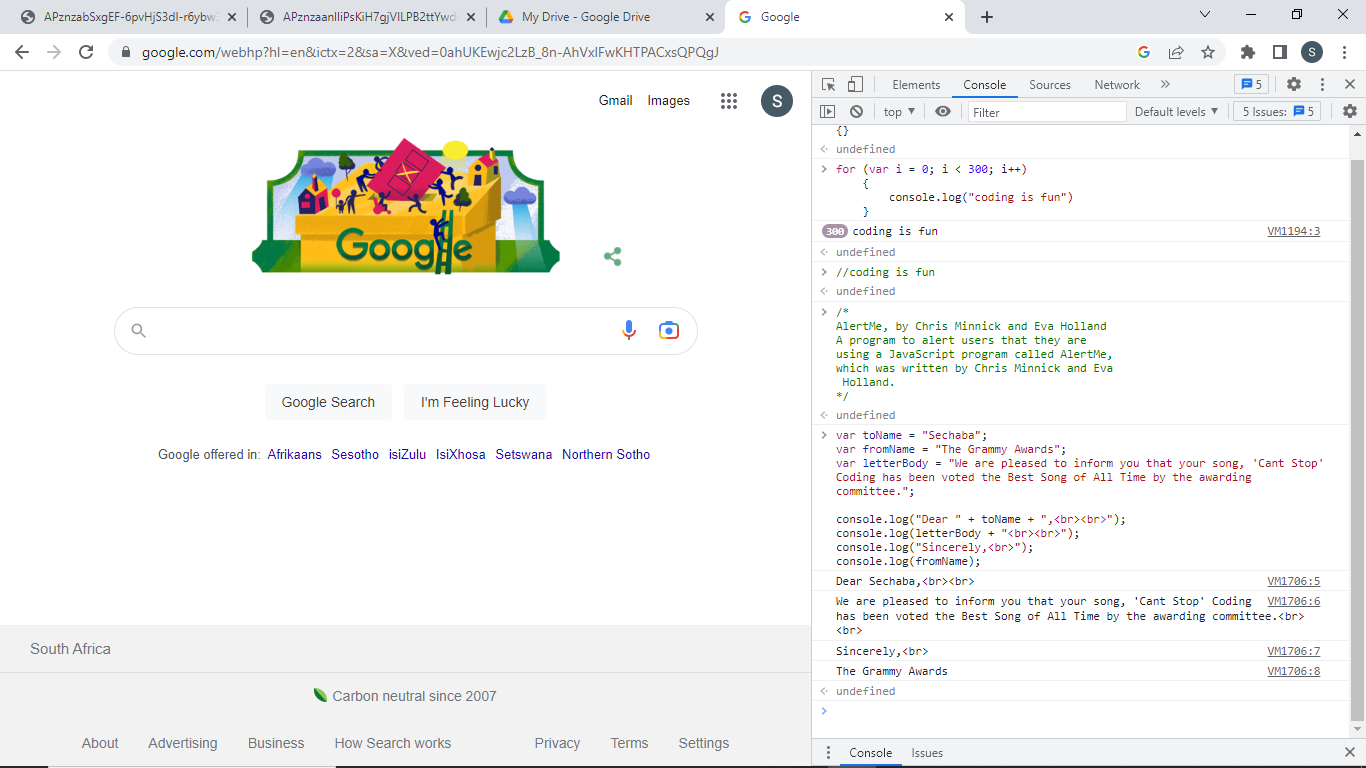 APznzabSxgEF-6pvHjS3dI-r6ybw
APznzaanlIiPsKiH7gjVILPB2ttYwd
My Drive - Google Drive
Google
google.com/webhp?hl=en&ictx=2&sa=X&ved=0ahUKEwjc2LzB_8n-AhVxIFwKHTPACxsQPQgJ
S
Gmail Images
S
Google
Google Search
I'm Feeling Lucky
Google offered in: Afrikaans Sesotho isiZulu IsiXhosa Setswana Northern Sotho
South Africa
Carbon neutral since 2007
About Advertising Business How Search works Privacy Terms Settings
Elements Console Sources Network » 5
top ▼ Filter Default levels ▼ 5 Issues: 5
{}
undefined
for (var i = 0; i < 300; i++)
{
console.log("coding is fun")
}
300 coding is fun VM1194:3
undefined
//coding is fun
undefined
/*
AlertMe, by Chris Minnick and Eva Holland
A program to alert users that they are
using a JavaScript program called AlertMe,
which was written by Chris Minnick and Eva
Holland.
*/
undefined
var toName = "Sechaba";
var fromName = "The Grammy Awards";
var letterBody = "We are pleased to inform you that your song, 'Cant Stop'
Coding has been voted the Best Song of All Time by the awarding
committee.";
console.log("Dear " + toName + ",<br><br>");
console.log(letterBody + "<br><br>");
console.log("Sincerely,<br>");
console.log(fromName);
Dear Sechaba,<br><br> VM1706:5
We are pleased to inform you that your song, 'Cant Stop' Coding VM1706:6
has been voted the Best Song of All Time by the awarding committee.<br>
<br>
Sincerely,<br> VM1706:7
The Grammy Awards VM1706:8
undefined
Console Issues